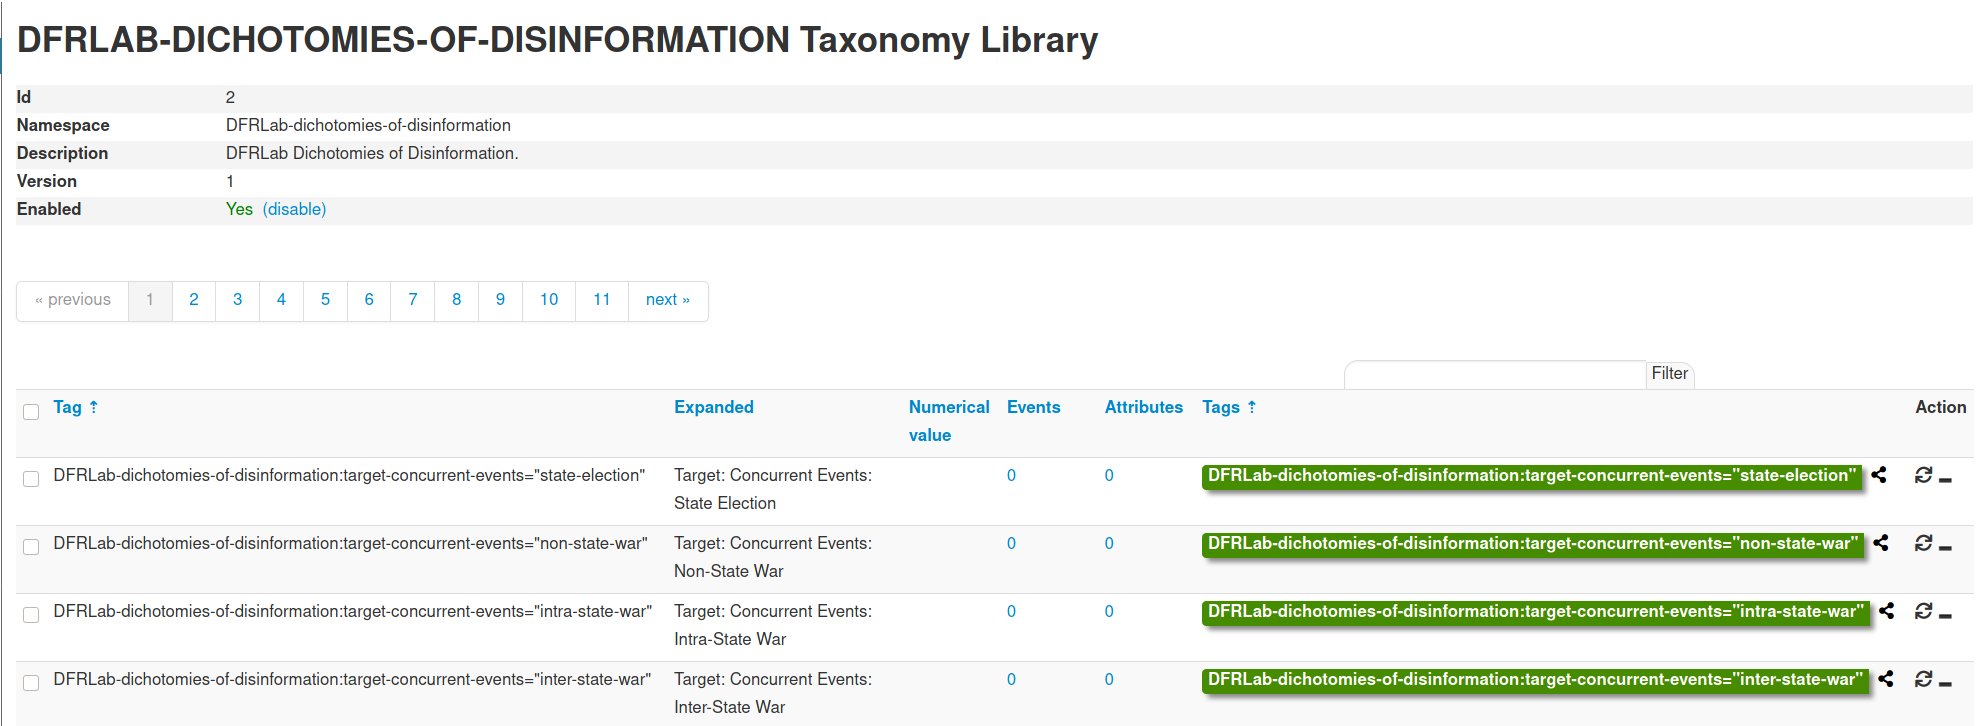 DFRLAB-DICHOTOMIES-OF-DISINFORMATION Taxonomy Library
Id 2
Namespace DFRLab-dichotomies-of-disinformation
Description DFRLab Dichotomies of Disinformation.
Version 1
Enabled Yes (disable)
« previous 1 2 3 4 5 6 7 8 9 10 11 next »
Filter
Tag ⇡ Expanded Numerical value Events Attributes Tags ⇡ Action
DFRLab-dichotomies-of-disinformation:target-concurrent-events="state-election" Target: Concurrent Events: 0 0 DFRLab-dichotomies-of-disinformation:target-concurrent-events="state-election"
State Election
DFRLab-dichotomies-of-disinformation:target-concurrent-events="non-state-war" Target: Concurrent Events: 0 0 DFRLab-dichotomies-of-disinformation:target-concurrent-events="non-state-war"
Non-State War
DFRLab-dichotomies-of-disinformation:target-concurrent-events="intra-state-war" Target: Concurrent Events: 0 0 DFRLab-dichotomies-of-disinformation:target-concurrent-events="intra-state-war"
Intra-State War
DFRLab-dichotomies-of-disinformation:target-concurrent-events="inter-state-war" Target: Concurrent Events: 0 0 DFRLab-dichotomies-of-disinformation:target-concurrent-events="inter-state-war"
Inter-State War